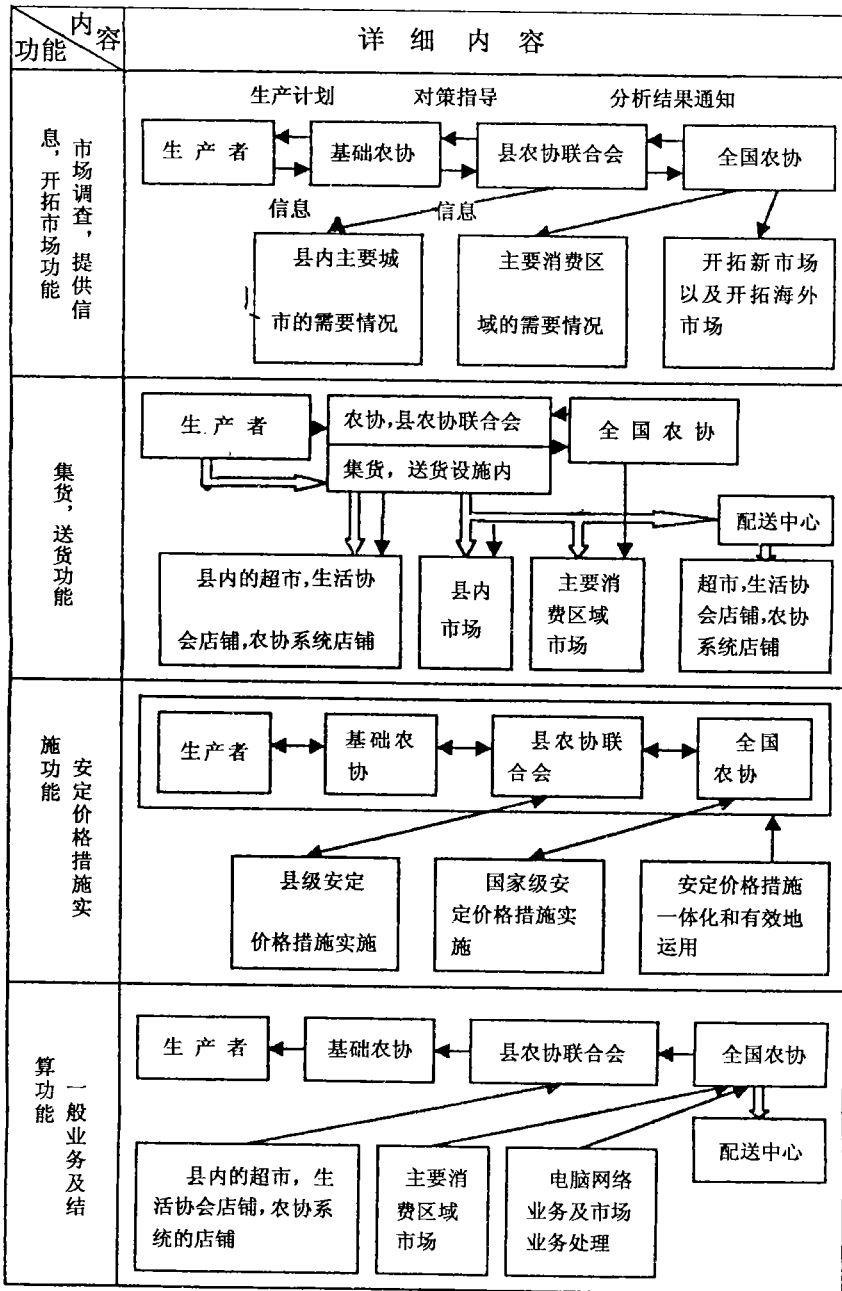 内容
功能
详细内容
市场调查，提供信
息，开拓市场功能
生产计划
对策指导
分析结果通知
生产者
基础农协
县农协联合会
全国农协
信息
信息
县内主要城
市的需要情况
主要消费区
域的需要情况
开拓新市场
以及开拓海外
市场
集货，送货功能
生产者
农协,县农协联合会
集货，送货设施内
全国农协
配送中心
县内的超市,生活协
会店铺,农协系统店铺
县内
市场
主要消
费区域
市场
超市,生活协
会店铺,农协
系统店铺
安定价格措施实
施功能
生产者
基础农
协
县农协联
合会
全国
农协
县级安定
价格措施实施
国家级安
定价格措施实
施
安定价格措施
一体化和有效地
运用
一般业务及结
算功能
生产者
基础农协
县农协联合会
全国农协
配送中心
县内的超市，生
活协会店铺,农协系
统的店铺
主要消
费区域
市场
电脑网络
业务及市场
业务处理